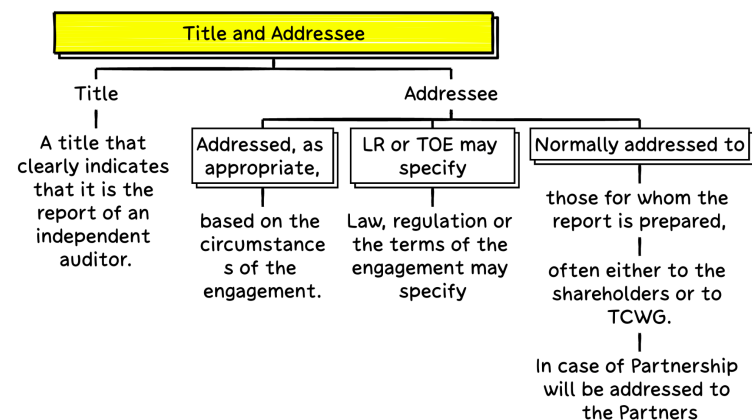 Title and Addressee
Title
Addressee
A title that
clearly indicates
that it is the
report of an
independent
auditor.
Addressed, as
appropriate,
based on the
circumstance
s of the
engagement.
LR or TOE may
specify
Law, regulation or
the terms of the
engagement may
specify
Normally addressed to
those for whom the
report is prepared,
often either to the
shareholders or to
TCWG.
In case of Partnership
will be addressed to
the Partners